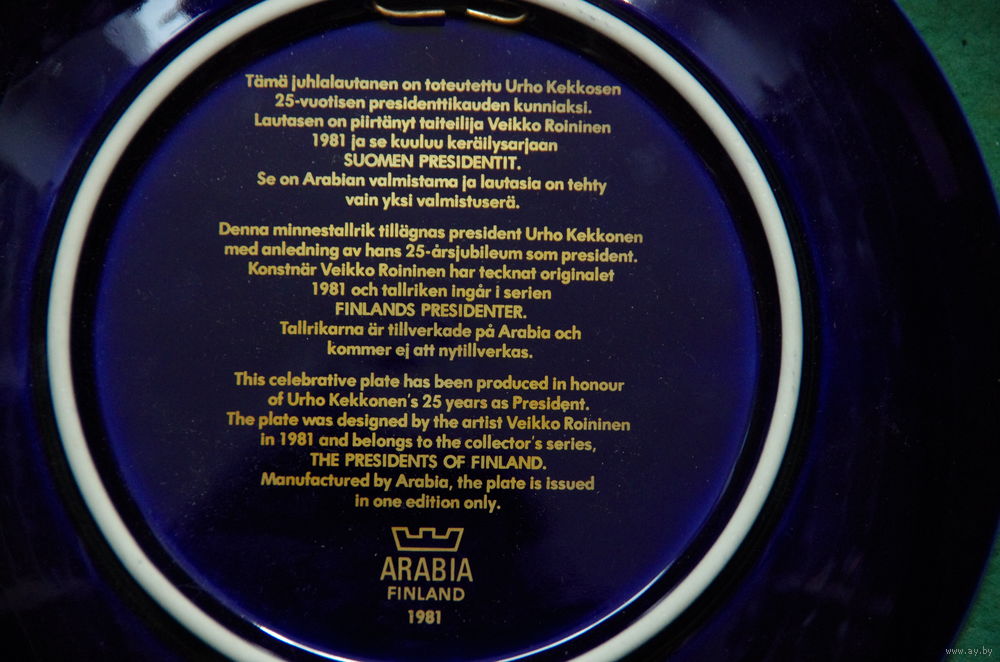 Tämä juhlalautanen on toteutettu Urho Kekkosen
25-vuotisen presidenttikauden kunniaksi.
Lautasen on piirtänyt taiteilija Veikko Roininen
1981 ja se kuuluu keräilysarjaan
SUOMEN PRESIDENTIT.
Se on Arabian valmistama ja lautasia on tehty
vain yksi valmistuserä.
Denna minnestallrik tillägnas president Urho Kekkonen
med anledning av hans 25-årsjubileum som president.
Konstnär Veikko Roininen har tecknat originalet
1981 och tallriken ingår i serien
FINLANDS PRESIDENTER.
Tallrikarna är tillverkade på Arabia och
kommer ej att nytillverkas.
This celebrative plate has been produced in honour
of Urho Kekkonen's 25 years as President.
The plate was designed by the artist Veikko Roininen
in 1981 and belongs to the collector's series,
THE PRESIDENTS OF FINLAND.
Manufactured by Arabia, the plate is issued
in one edition only.
ARABIA
FINLAND
1981
www.ay.by